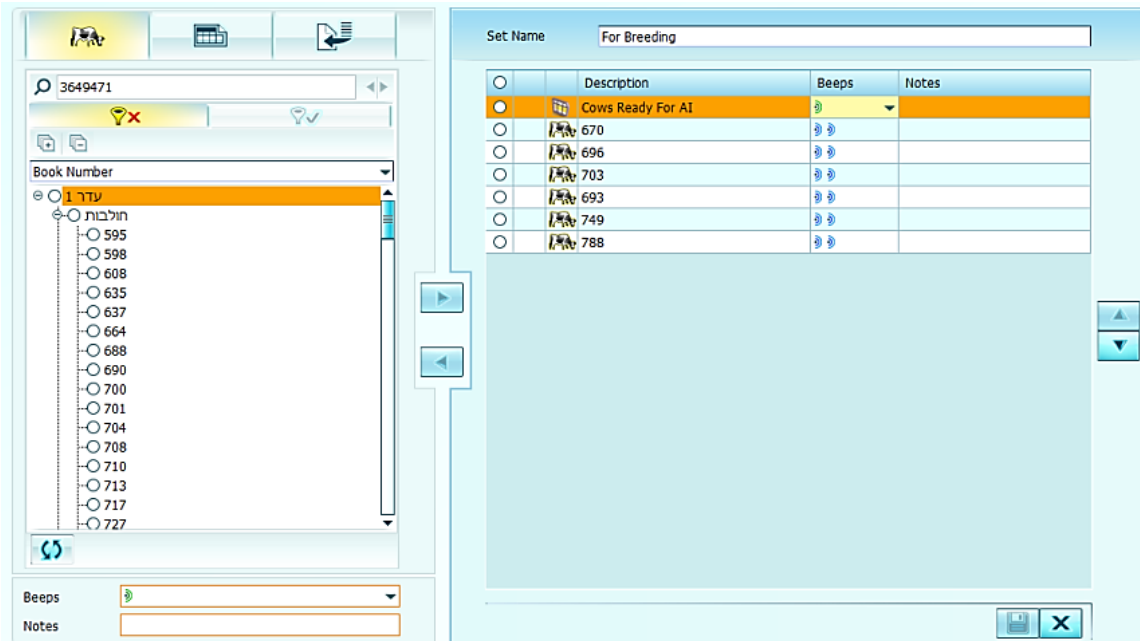 3649471
Book Number
עדר 1
חולבות
595
598
608
635
637
664
688
690
700
701
704
708
710
713
717
727
Beeps
Notes
Set Name For Breeding
Description Beeps Notes
Cows Ready For AI
670
696
703
693
749
788